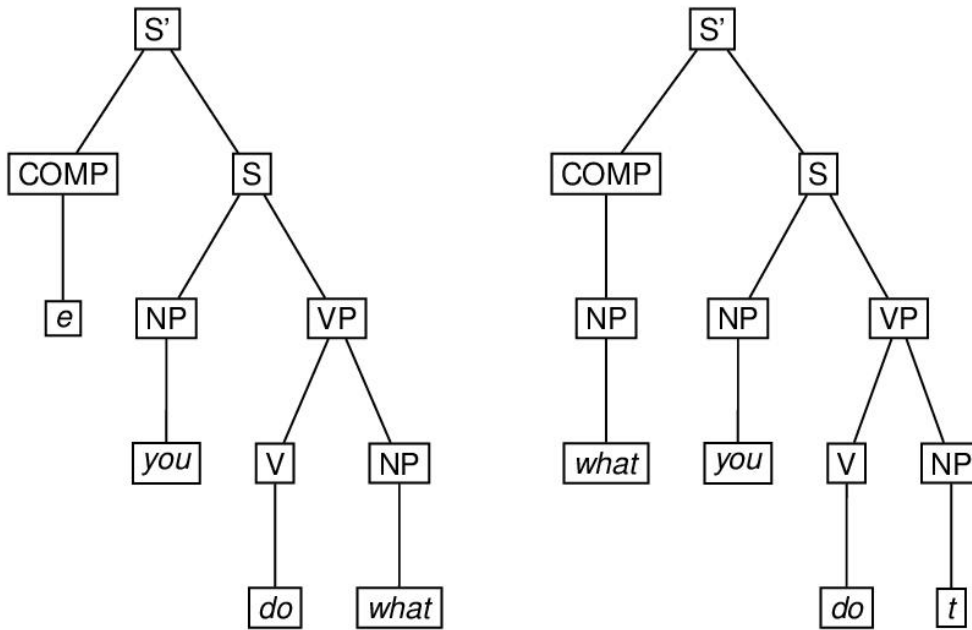 S’ S’
COMP S COMP S
e NP VP NP NP VP
you V NP what you V NP
do what do t